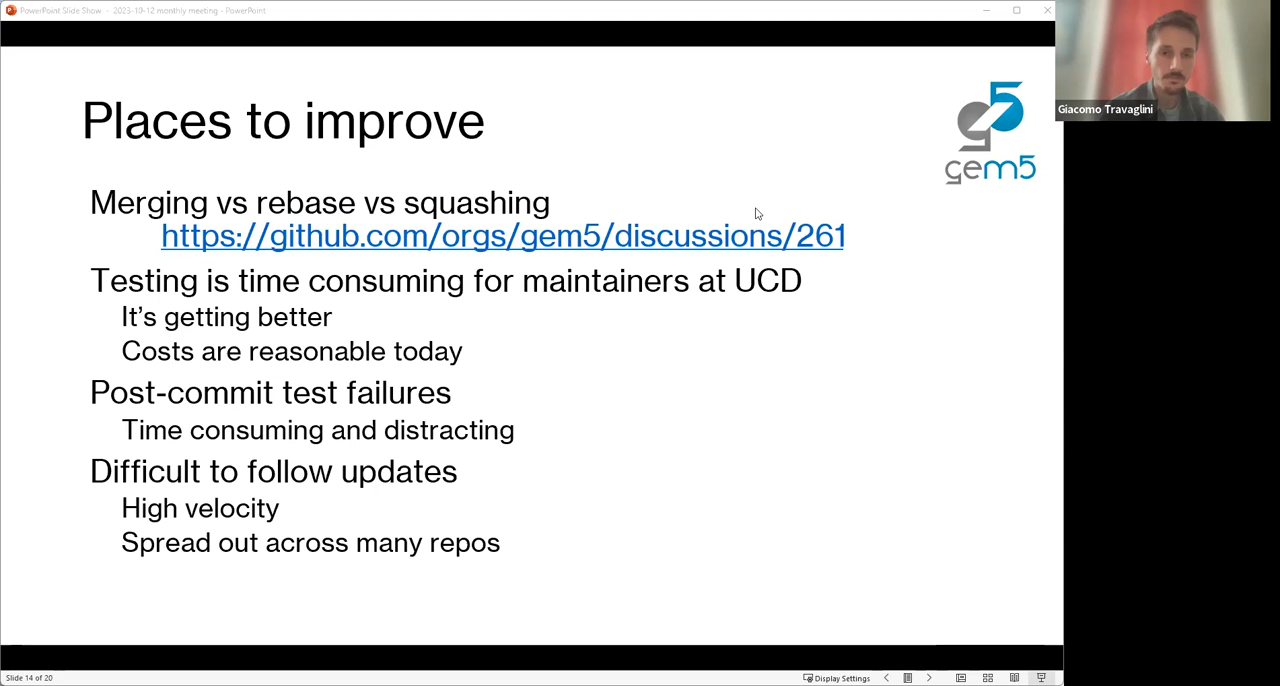 PowerPoint Slide Show - 2023-10-12 monthly meeting - PowerPoint
Giacomo Travaglini
Places to improve
gem5
Merging vs rebase vs squashing
https://github.com/orgs/gem5/discussions/261
Testing is time consuming for maintainers at UCD
It's getting better
Costs are reasonable today
Post-commit test failures
Time consuming and distracting
Difficult to follow updates
High velocity
Spread out across many repos
Slide 14 of 20
Display Settings